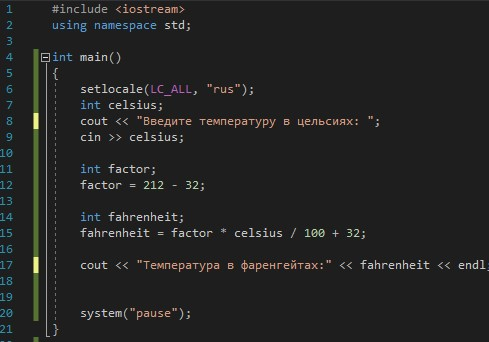 1 #include <iostream>
2 using namespace std;
3
4 int main()
5 {
6 setlocale(LC_ALL, "rus");
7 int celsius;
8 cout << "Введите температуру в цельсиях: ";
9 cin >> celsius;
10
11 int factor;
12 factor = 212 - 32;
13
14 int fahrenheit;
15 fahrenheit = factor * celsius / 100 + 32;
16
17 cout << "Температура в фаренгейтах:" << fahrenheit << endl;
18
19
20 system("pause");
21 }